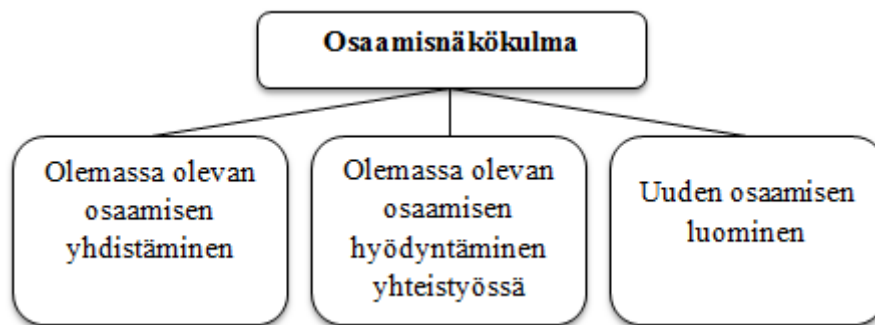 Osaamisnäkökulma
Olemassa olevan
osaamisen
yhdistäminen
Olemassa olevan
osaamisen
hyödyntäminen
yhteistyössä
Uuden osaamisen
luominen